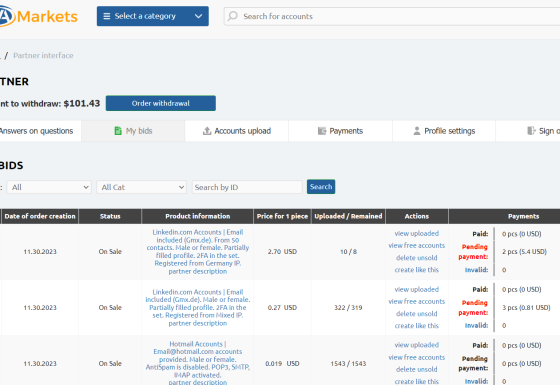 A Markets
Select a category
Search for accounts
/ Partner interface
TNER
nt to withdraw: $101.43 Order withdrawal
Answers on questions My bids Accounts upload Payments Profile settings Sign o
BIDS
: All All Cat Search by ID Search
Date of order creation Status Product information Price for 1 piece Uploaded / Remained Actions Payments
11.30.2023
On Sale
Linkedin.com Accounts | Email
included (Gmx.de). From 50
contacts. Male or female. Partially
filled profile. 2FA in the set.
Registered from Germany IP.
partner description
2.70 USD
10 / 8
view uploaded
view free accounts
delete unsold
create like this
Paid: 0 pcs (0 USD)
Pending
payment: 2 pcs (5.4 USD)
Invalid: 0
11.30.2023
On Sale
Linkedin.com Accounts | Email
included (Gmx.de). Male or female.
Partially filled profile. 2FA in the
set. Registered from Mixed IP.
partner description
0.27 USD
322 / 319
view uploaded
view free accounts
delete unsold
create like this
Paid: 0 pcs (0 USD)
Pending
payment: 3 pcs (0.81 USD)
Invalid: 0
11.30.2023
On Sale
Hotmail Accounts |
Email@hotmail.com accounts
provided. Male or female.
AntiSpam is disabled. POP3, SMTP,
IMAP activated.
partner description
0.019 USD
1543 / 1543
view uploaded
view free accounts
delete unsold
create like this
Paid: 0 pcs (0 USD)
Pending
payment: 0 pcs (0 USD)
Invalid: 0